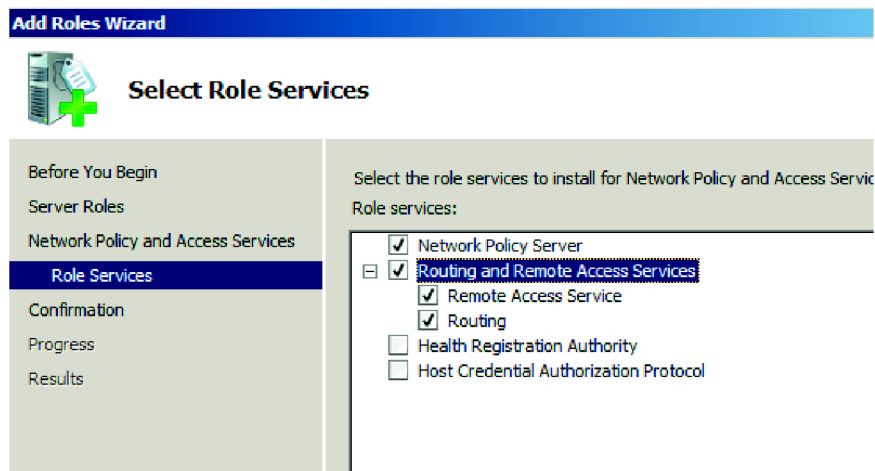 Add Roles Wizard
Select Role Services
Before You Begin
Server Roles
Network Policy and Access Services
Role Services
Confirmation
Progress
Results
Select the role services to install for Network Policy and Access Servic
Role services:
Network Policy Server
Routing and Remote Access Services
Remote Access Service
Routing
Health Registration Authority
Host Credential Authorization Protocol